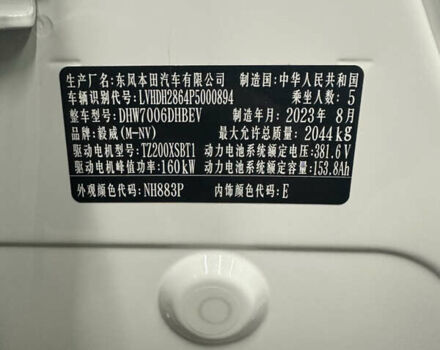 生产厂名:东风本田汽车有限公司 制造国:中华人民共和国
车辆识别代号:LVHDH2864P5000894 乘坐人数:5
整车型号:DHW7006DHBEV 制造年月:2023年8月
品牌:毅威(M-NV) 最大允许总质量:2044kg
驱动电机型号:TZ200XSBT1 动力电池系统额定电压:381.6V
驱动电机峰值功率:160kW 动力电池系统额定容量:153.8Ah
外观颜色代码:NH883P 内饰颜色代码:E